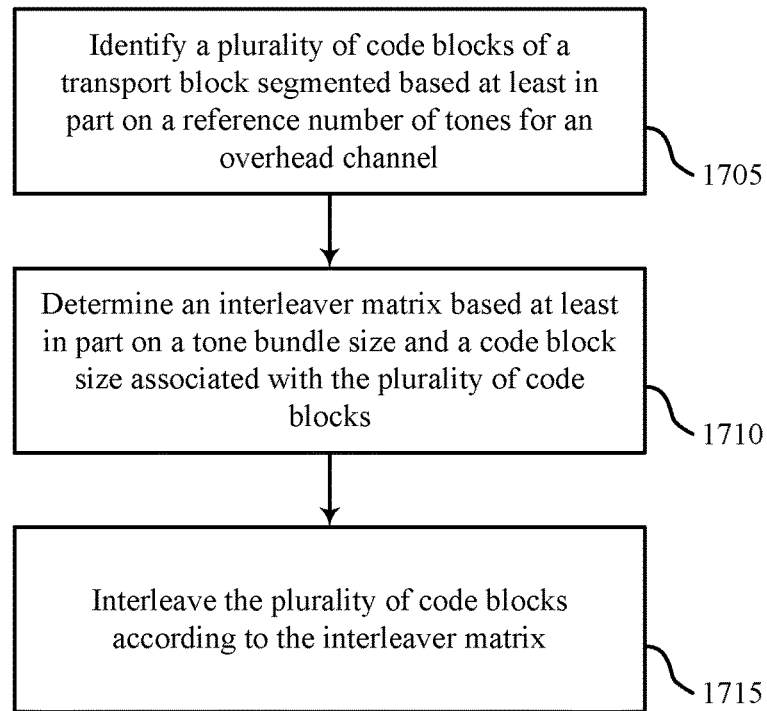 Identify a plurality of code blocks of a
transport block segmented based at least in
part on a reference number of tones for an
overhead channel
1705
Determine an interleaver matrix based at least
in part on a tone bundle size and a code block
size associated with the plurality of code
blocks
1710
Interleave the plurality of code blocks
according to the interleaver matrix
1715